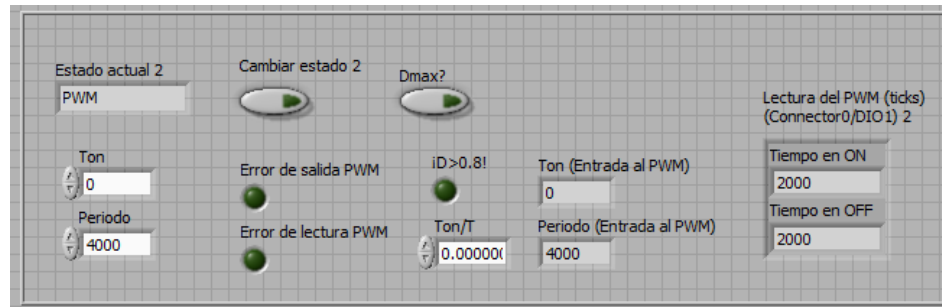 Estado actual 2
PWM
Cambiar estado 2
Dmax?
Ton
0
Periodo
4000
Error de salida PWM
Error de lectura PWM
¡D>0.8!
Ton/T
0.000000
Ton (Entrada al PWM)
0
Periodo (Entrada al PWM)
4000
Lectura del PWM (ticks)
(Connector0/DIO1) 2
Tiempo en ON
2000
Tiempo en OFF
2000